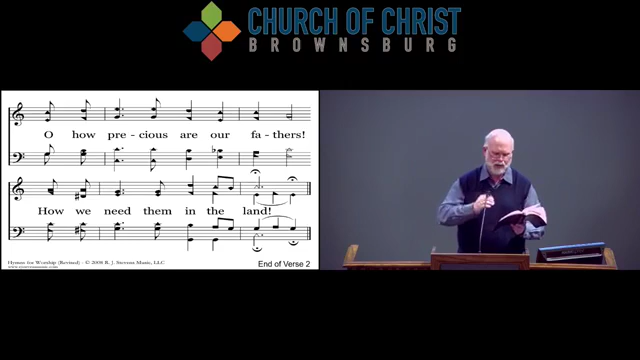 CHURCH OF CHRIST
BROWNSBURG
O how pre - cious are our fa - thers!
How we need them in the land!
Hymns for Worship (Revised) - © 2008 R. J. Stevens Music, LLC
End of Verse 2